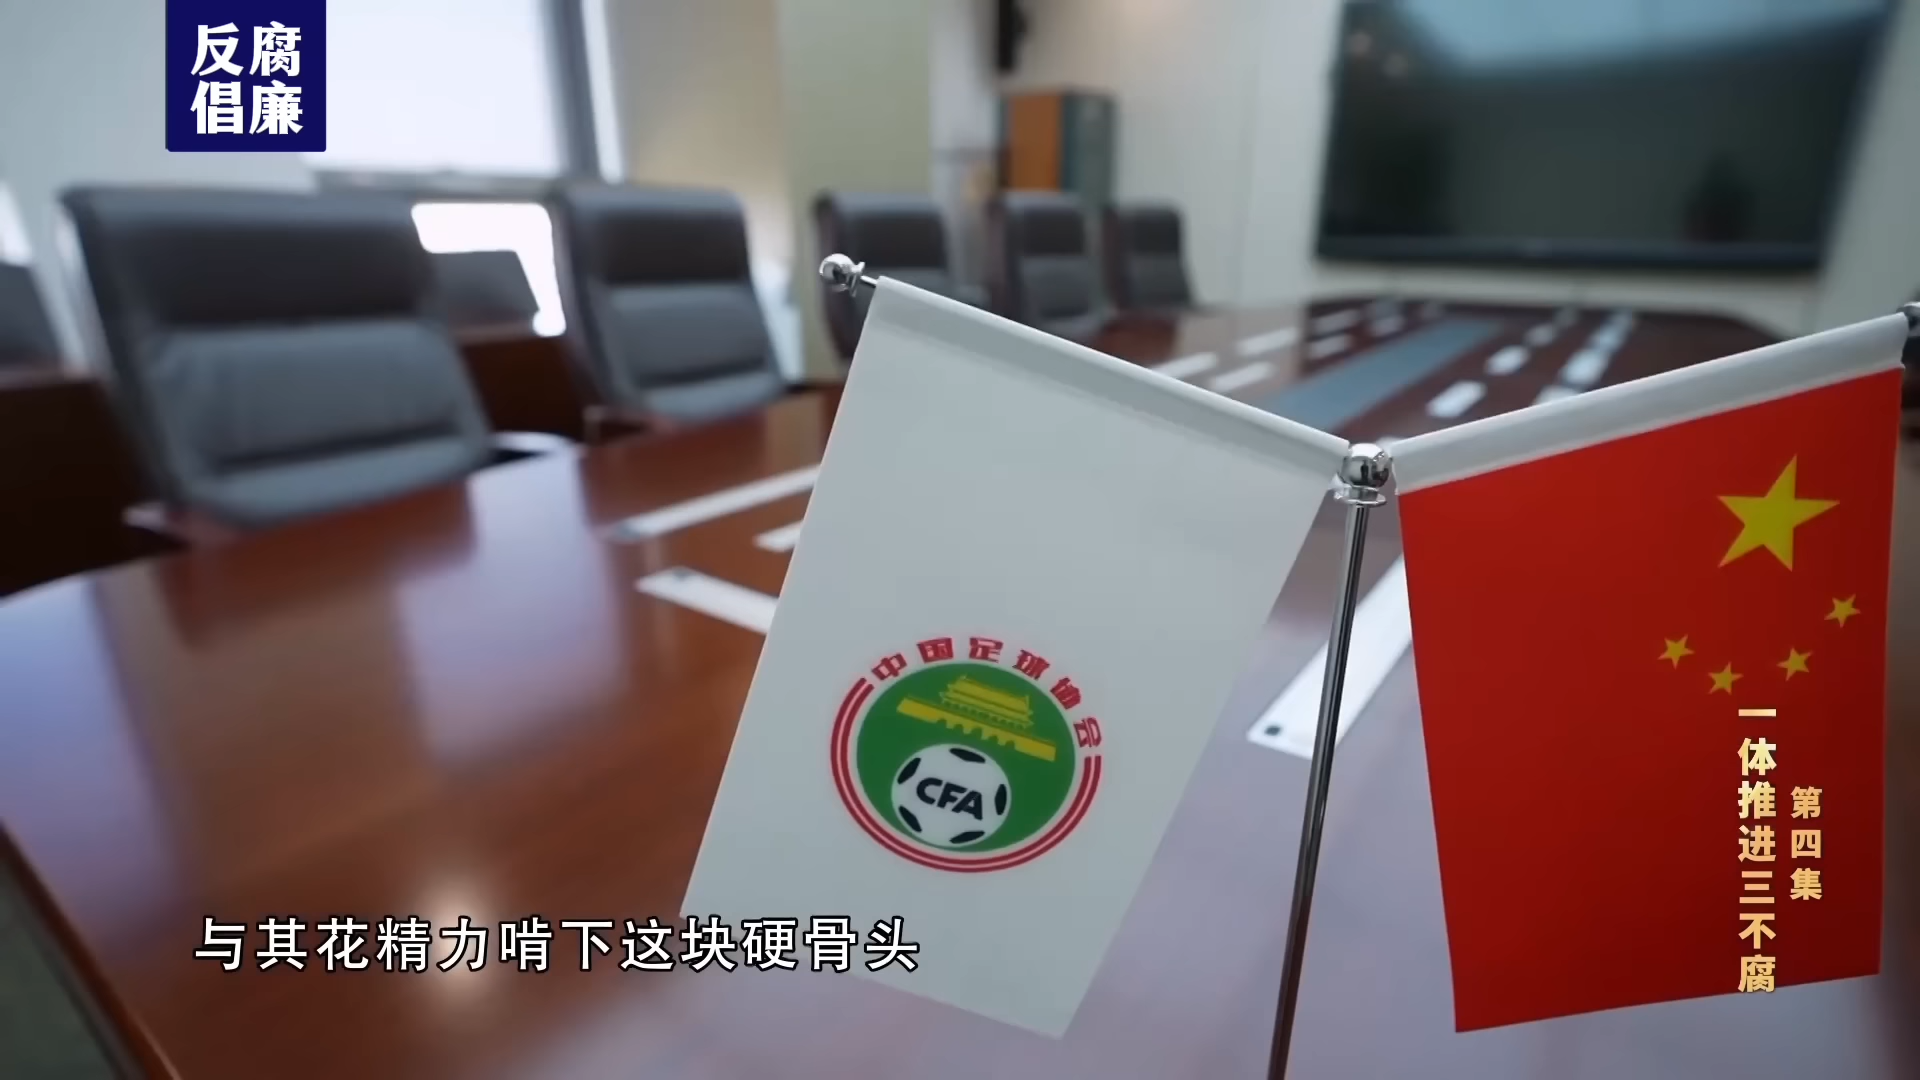 反腐
倡廉
中国足球协会
CFA
第四集
一体推进三不腐
与其花精力啃下这块硬骨头